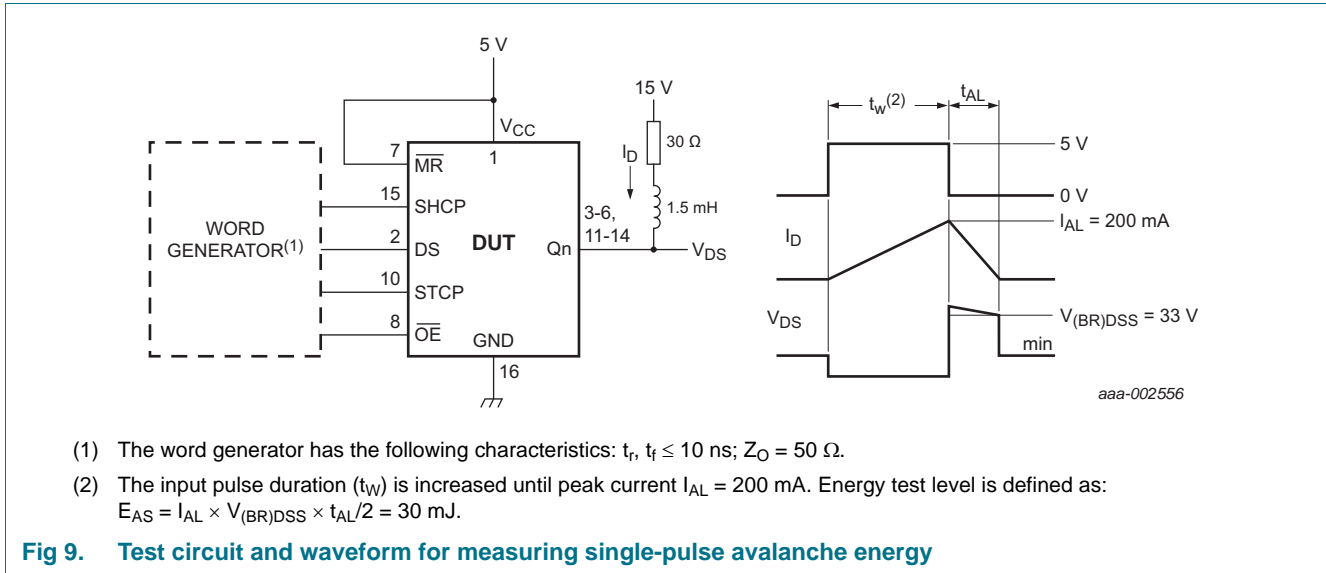 5 V
15 V
V_CC
7
MR
1
30 Ω
I_D
15
SHCP
1.5 mH
WORD
GENERATOR(1)
2
DS
DUT
3-6,
11-14
Qn
V_DS
10
STCP
8
OE
GND
16
t_w(2)
t_AL
5 V
0 V
I_D
I_AL = 200 mA
V_DS
V_(BR)DSS = 33 V
min
aaa-002556
(1) The word generator has the following characteristics: t_r, t_f ≤ 10 ns; Z_O = 50 Ω.
(2) The input pulse duration (t_W) is increased until peak current I_AL = 200 mA. Energy test level is defined as:
E_AS = I_AL × V_(BR)DSS × t_AL/2 = 30 mJ.
Fig 9. Test circuit and waveform for measuring single-pulse avalanche energy